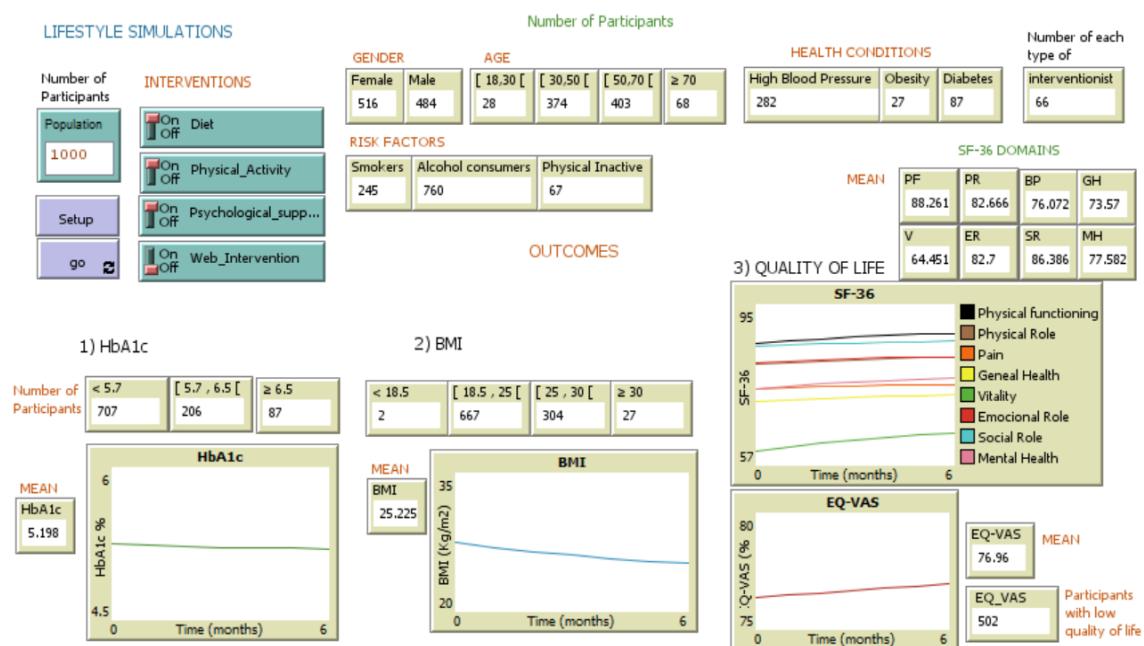 LIFESTYLE SIMULATIONS
Number of Participants
Number of
Participants
Population
1000
Setup
go
INTERVENTIONS
On
Off
Diet
On
Off
Physical_Activity
On
Off
Psychological_supp...
On
Off
Web_Intervention
GENDER
Female
516
Male
484
AGE
[ 18,30 [
28
[ 30,50 [
374
[ 50,70 [
403
≥ 70
68
HEALTH CONDITIONS
High Blood Pressure
282
Obesity
27
Diabetes
87
Number of each
type of
interventionist
66
RISK FACTORS
Smokers
245
Alcohol consumers
760
Physical Inactive
67
SF-36 DOMAINS
MEAN
PF
88.261
PR
82.666
BP
76.072
GH
73.57
V
64.451
ER
82.7
SR
86.386
MH
77.582
OUTCOMES
1) HbA1c
Number of
Participants
< 5.7
707
[ 5.7 , 6.5 [
206
≥ 6.5
87
MEAN
HbA1c
5.198
HbA1c
6
HbA1c %
4.5
0
Time (months)
6
2) BMI
< 18.5
2
[ 18.5 , 25 [
667
[ 25 , 30 [
304
≥ 30
27
MEAN
BMI
25.225
BMI
35
BMI (Kg/m2)
20
0
Time (months)
6
3) QUALITY OF LIFE
SF-36
95
SF-36
57
0
Time (months)
6
Physical functioning
Physical Role
Pain
Geneal Health
Vitality
Emocional Role
Social Role
Mental Health
EQ-VAS
80
EQ-VAS (%
75
0
Time (months)
6
EQ-VAS
76.96
MEAN
EQ_VAS
502
Participants
with low
quality of life